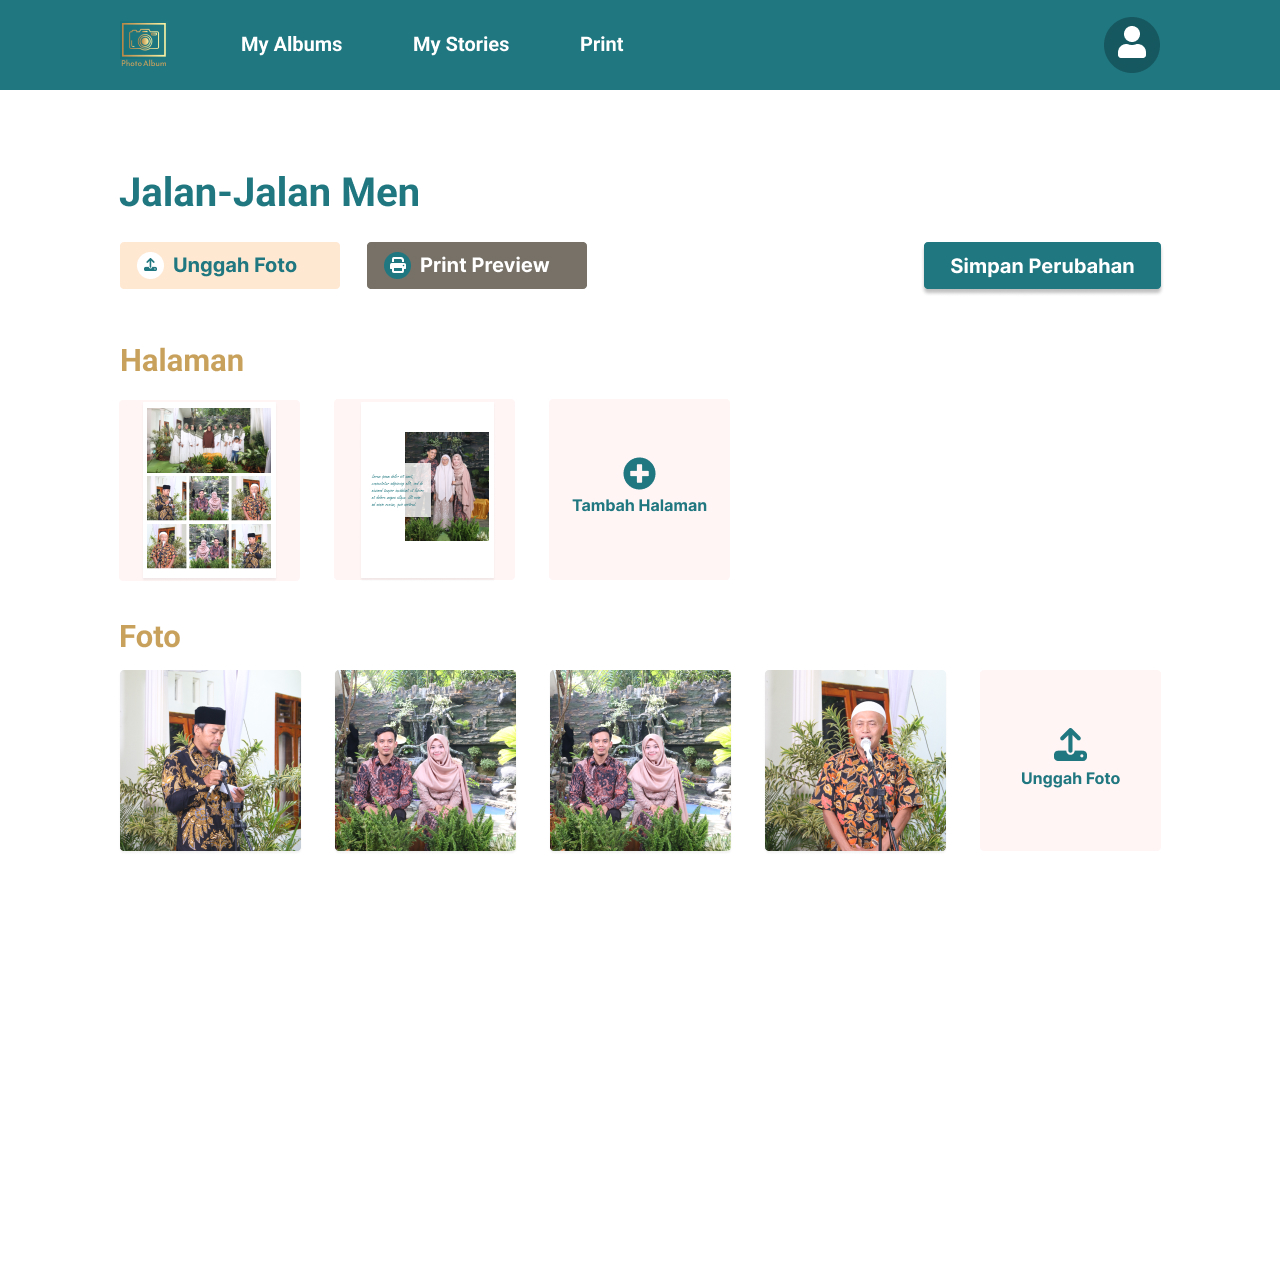 Photo Album
My Albums
My Stories
Print
Jalan-Jalan Men
Unggah Foto
Print Preview
Simpan Perubahan
Halaman
Tambah Halaman
Foto
Unggah Foto